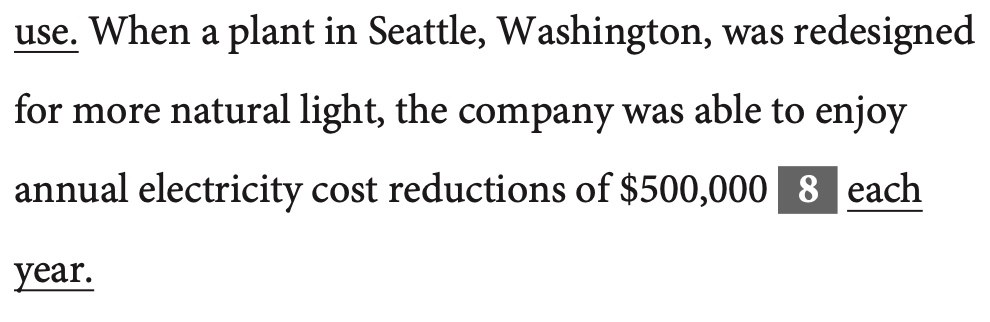 use. When a plant in Seattle, Washington, was redesigned
for more natural light, the company was able to enjoy
annual electricity cost reductions of $500,000 8 each
year.